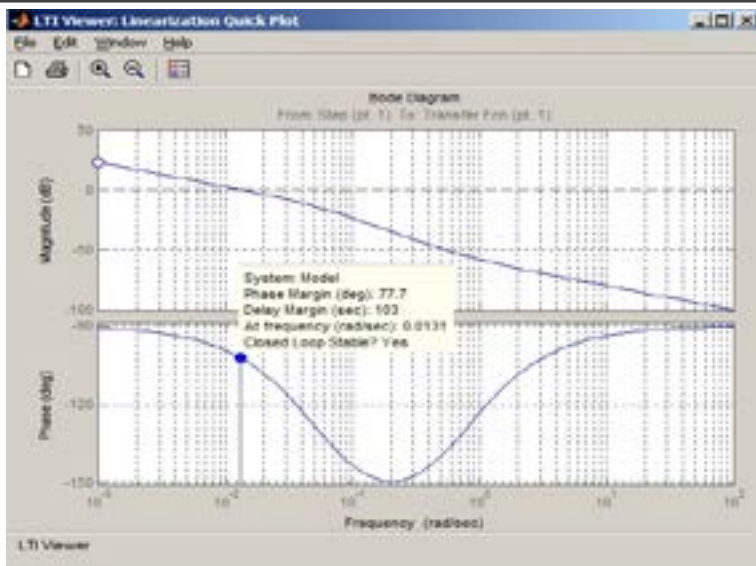 LTI Viewer: Linearization Quick Plot
File Edit Window Help
Bode Diagram
From: Step (pt. 1) To: Transfer Fcn (pt. 1)
50
0
-50
-100
Magnitude (dB)
System: Model
Phase Margin (deg): 77.7
Delay Margin (sec): 103
At frequency (rad/sec): 0.0131
Closed Loop Stable? Yes
-90
-120
-150
Phase (deg)
Frequency (rad/sec)
LTI Viewer